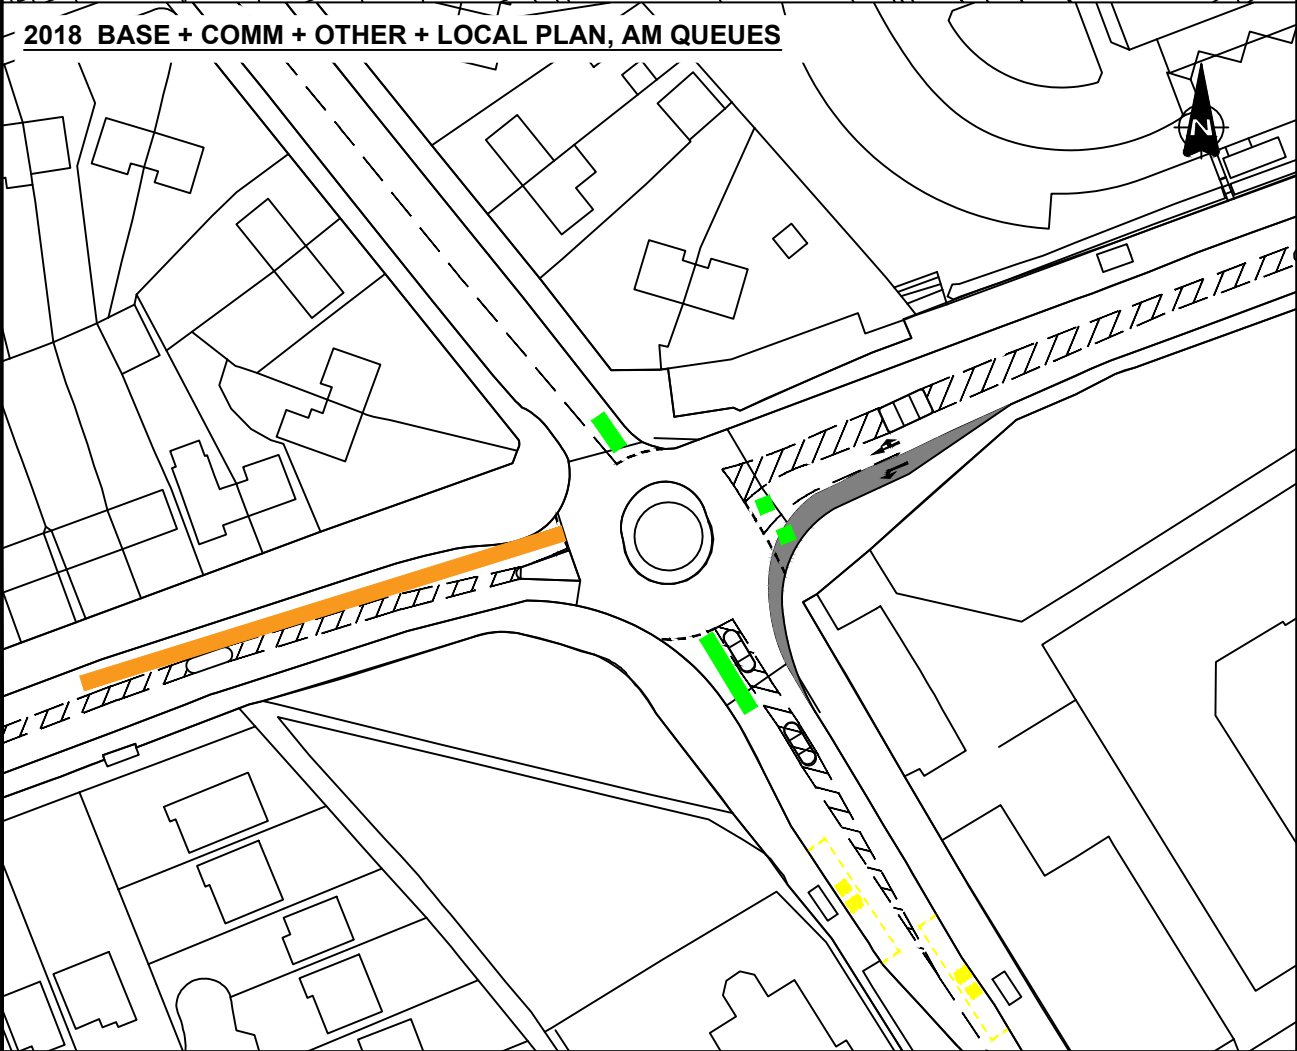 2018 BASE + COMM + OTHER + LOCAL PLAN, AM QUEUES
N